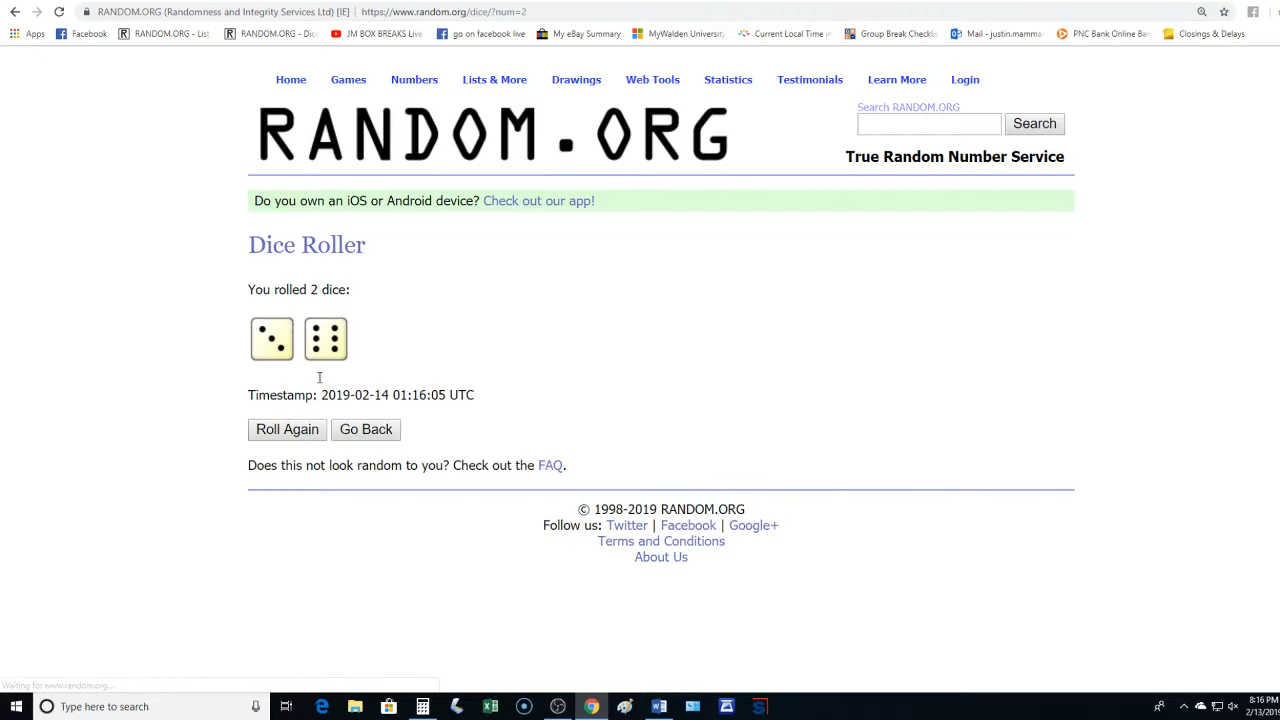 RANDOM.ORG (Randomness and Integrity Services Ltd) [IE] | https://www.random.org/dice/?num=2
Apps Facebook RANDOM.ORG - List RANDOM.ORG - Dice JM BOX BREAKS Live go on facebook live My eBay Summary MyWalden University Current Local Time in Group Break Checklis Mail - justin.mamma PNC Bank Online Ban Closings & Delays
Home Games Numbers Lists & More Drawings Web Tools Statistics Testimonials Learn More Login
Search RANDOM.ORG
RANDOM.ORG
Search
True Random Number Service
Do you own an iOS or Android device? Check out our app!
Dice Roller
You rolled 2 dice:
Timestamp: 2019-02-14 01:16:05 UTC
Roll Again Go Back
Does this not look random to you? Check out the FAQ.
© 1998-2019 RANDOM.ORG
Follow us: Twitter | Facebook | Google+
Terms and Conditions
About Us
Waiting for www.random.org...
Type here to search
8:16 PM
2/13/2019